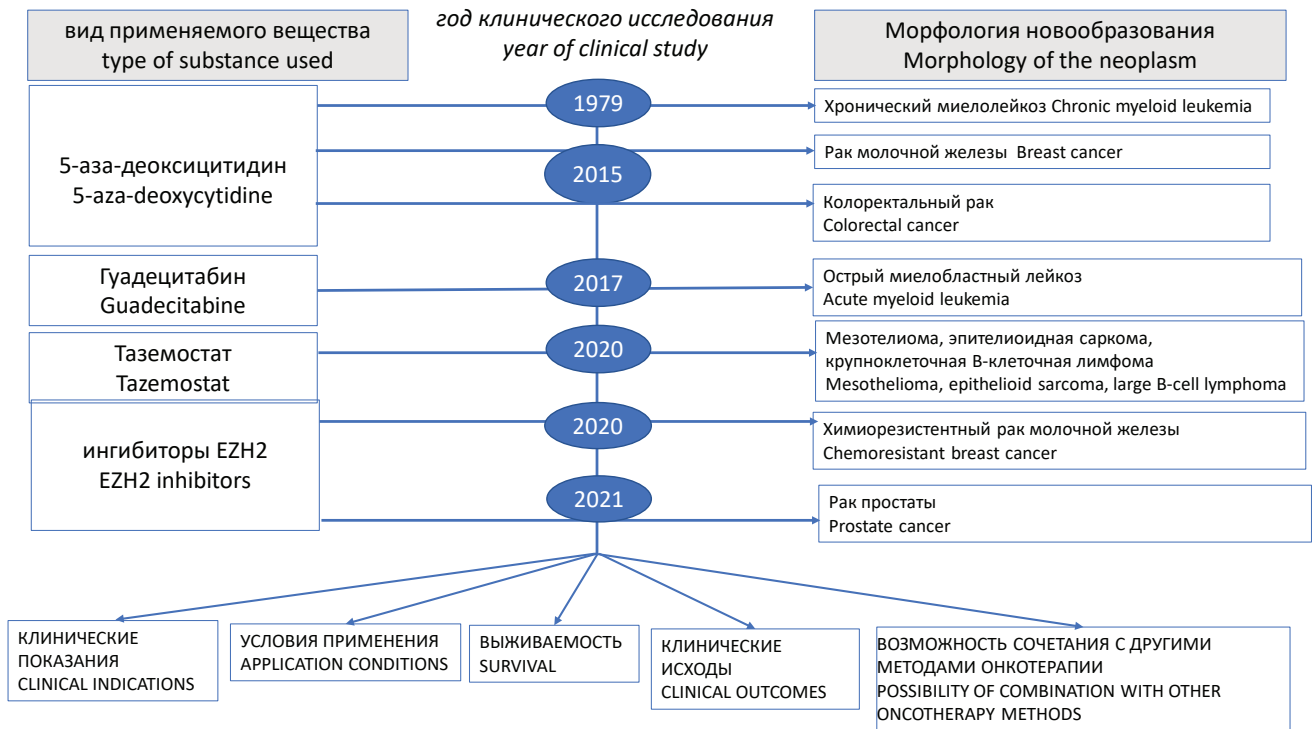 вид применяемого вещества
type of substance used
год клинического исследования
year of clinical study
Морфология новообразования
Morphology of the neoplasm
5-аза-деоксицитидин
5-aza-deoxycytidine
1979
Хронический миелолейкоз Chronic myeloid leukemia
2015
Рак молочной железы Breast cancer
Колоректальный рак
Colorectal cancer
Гуадецитабин
Guadecitabine
2017
Острый миелобластный лейкоз
Acute myeloid leukemia
Таземостат
Tazemostat
2020
Мезотелиома, эпителиоидная саркома,
крупноклеточная В-клеточная лимфома
Mesothelioma, epithelioid sarcoma, large B-cell lymphoma
ингибиторы EZH2
EZH2 inhibitors
2020
Химиорезистентный рак молочной железы
Chemoresistant breast cancer
2021
Рак простаты
Prostate cancer
КЛИНИЧЕСКИЕ
ПОКАЗАНИЯ
CLINICAL INDICATIONS
УСЛОВИЯ ПРИМЕНЕНИЯ
APPLICATION CONDITIONS
ВЫЖИВАЕМОСТЬ
SURVIVAL
КЛИНИЧЕСКИЕ
ИСХОДЫ
CLINICAL OUTCOMES
ВОЗМОЖНОСТЬ СОЧЕТАНИЯ С ДРУГИМИ
МЕТОДАМИ ОНКОТЕРАПИИ
POSSIBILITY OF COMBINATION WITH OTHER
ONCOTHERAPY METHODS